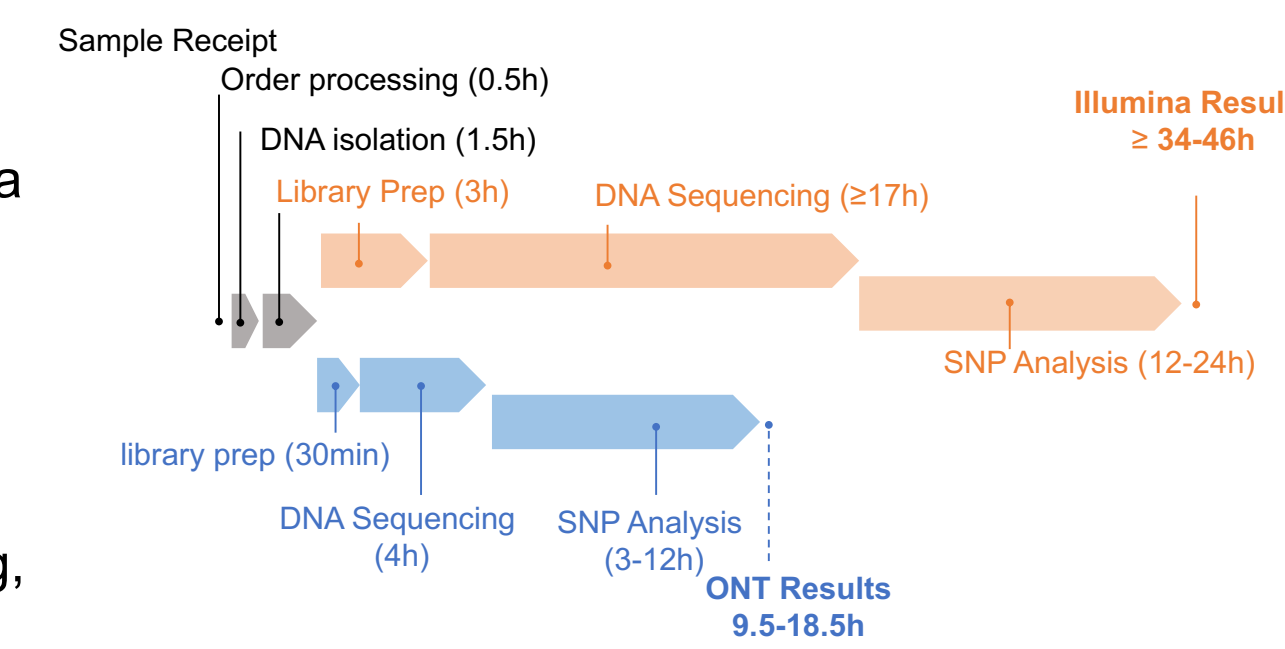 Sample Receipt
Order processing (0.5h)
DNA isolation (1.5h)
a
Library Prep (3h)
DNA Sequencing (≥17h)
Illumina Resul
≥ 34-46h
SNP Analysis (12-24h)
library prep (30min)
DNA Sequencing
(4h)
SNP Analysis
(3-12h)
g,
ONT Results
9.5-18.5h